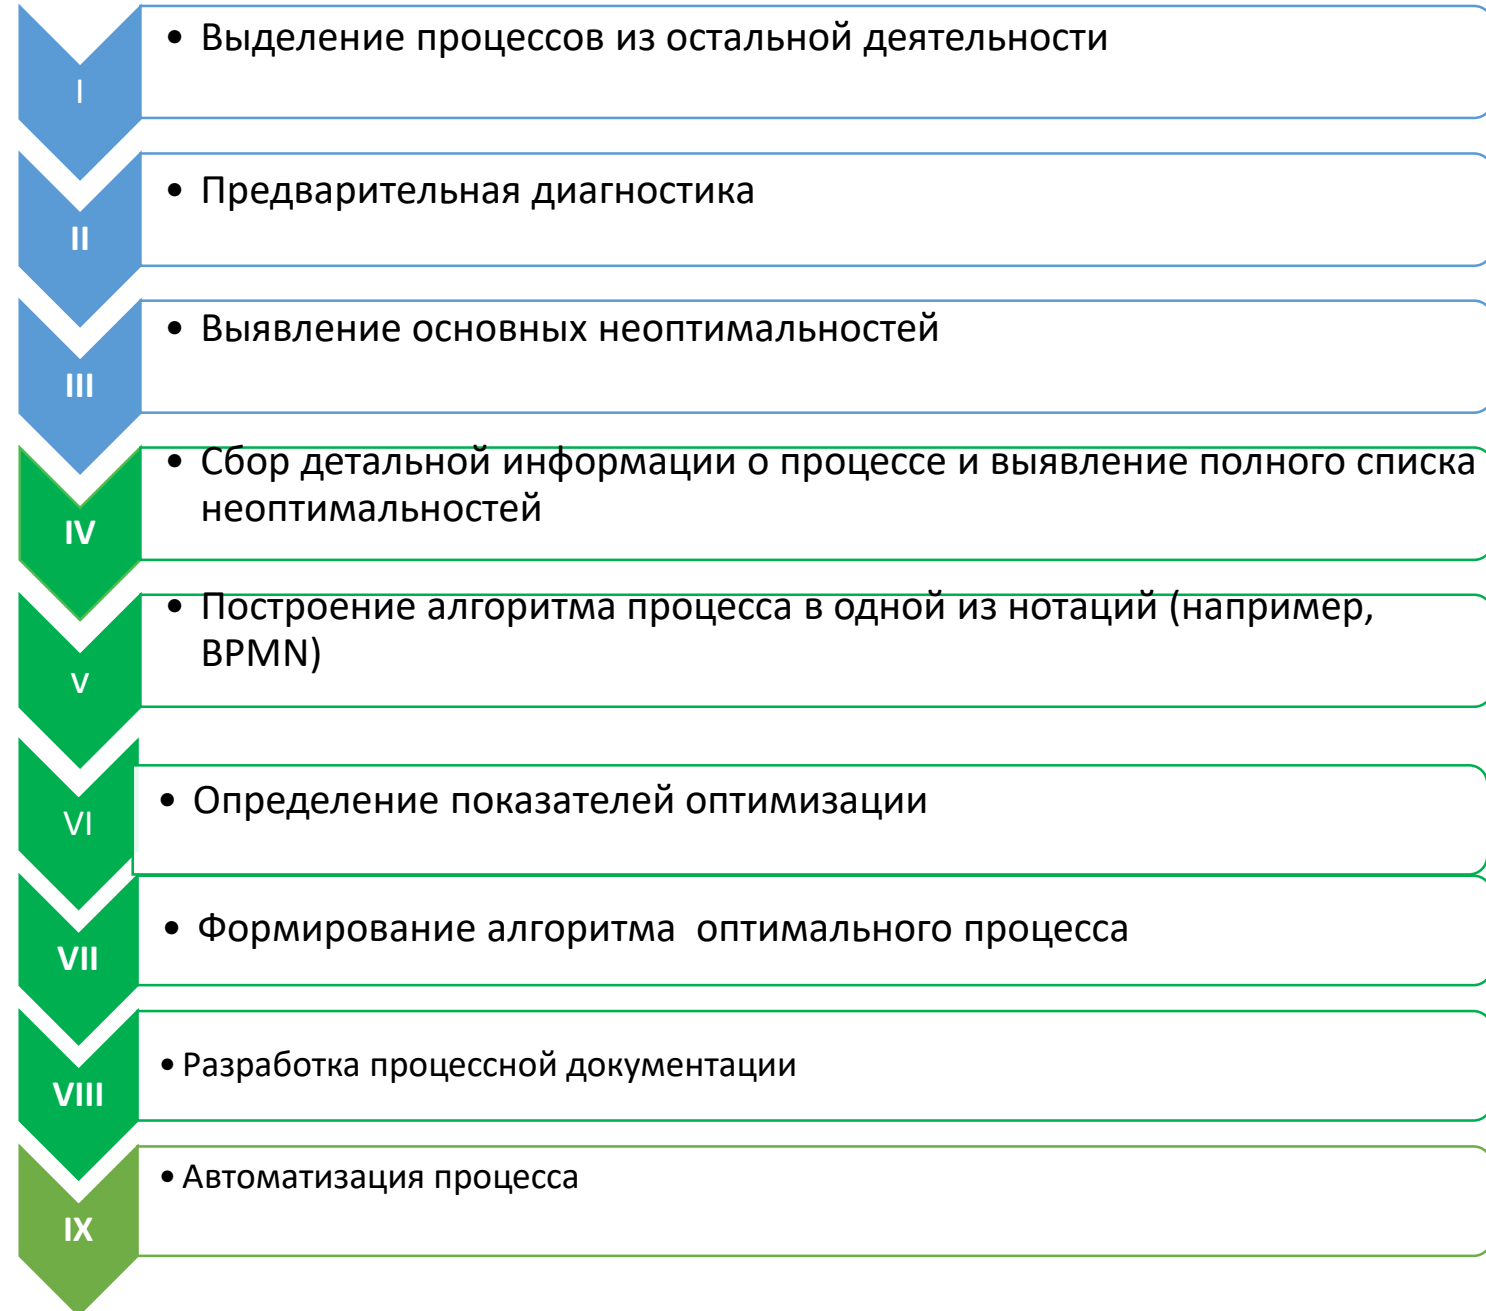 I
• Выделение процессов из остальной деятельности
II
• Предварительная диагностика
III
• Выявление основных неоптимальностей
IV
• Сбор детальной информации о процессе и выявление полного списка
неоптимальностей
V
• Построение алгоритма процесса в одной из нотаций (например,
BPMN)
VI
• Определение показателей оптимизации
VII
• Формирование алгоритма  оптимального процесса
VIII
• Разработка процессной документации
IX
• Автоматизация процесса